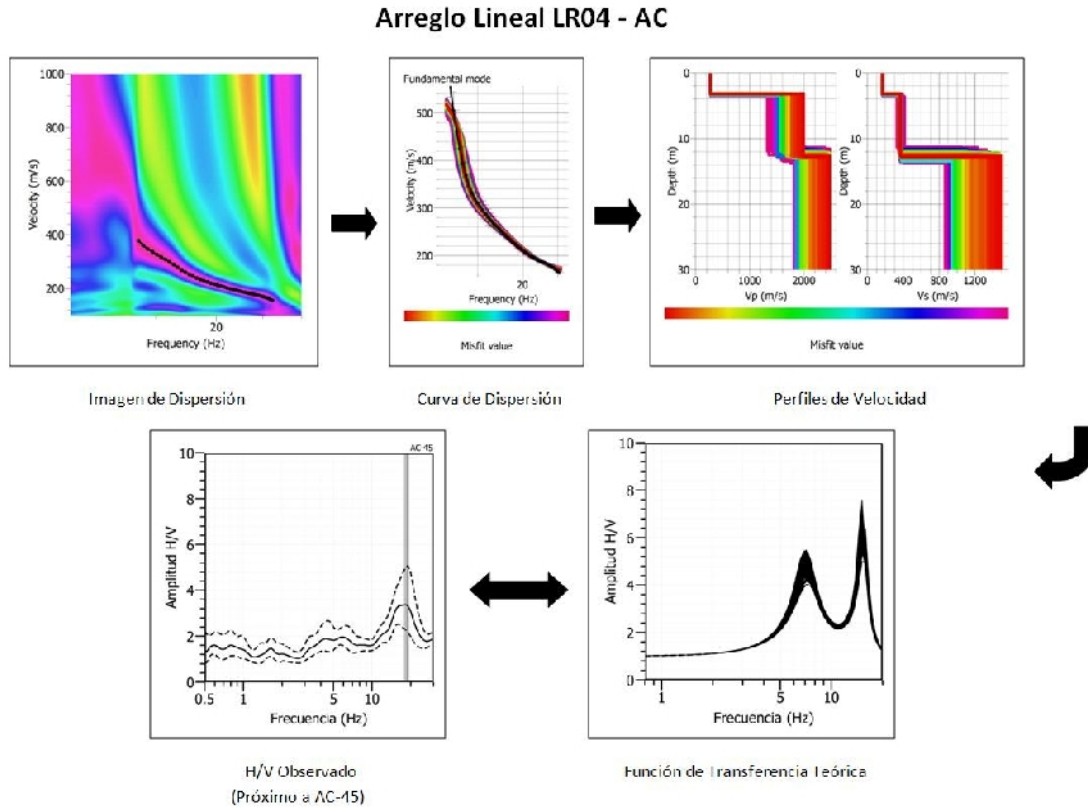 Arreglo Lineal LR04 - AC
1000
800
600
400
200
Velocity (m/s)
20
Frequency (Hz)
Imagen de Dispersión
Fundamental mode
500
400
300
200
Velocity (m/s)
20
Frequency (Hz)
Misfit value
Curva de Dispersión
0
10
20
30
Depth (m)
0 1000 2000
Vp (m/s)
0
10
20
30
Depth (m)
0 400 800 1200
Vs (m/s)
Misfit value
Perfiles de Velocidad
AC-45
10
8
6
4
2
0
Amplitud H/V
0.5 1 5 10
Frecuencia (Hz)
H/V Observado
(Próximo a AC-45)
10
8
6
4
2
0
Amplitud H/V
1 10
Frecuencia (Hz)
Función de Transferencia Teórica